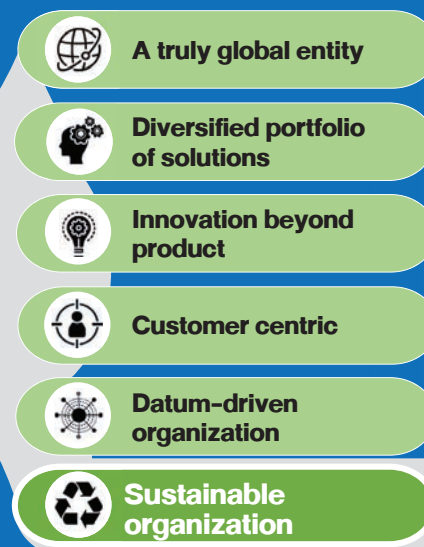 A truly global entity
Diversified portfolio
of solutions
Innovation beyond
product
Customer centric
Datum-driven
organization
Sustainable
organization